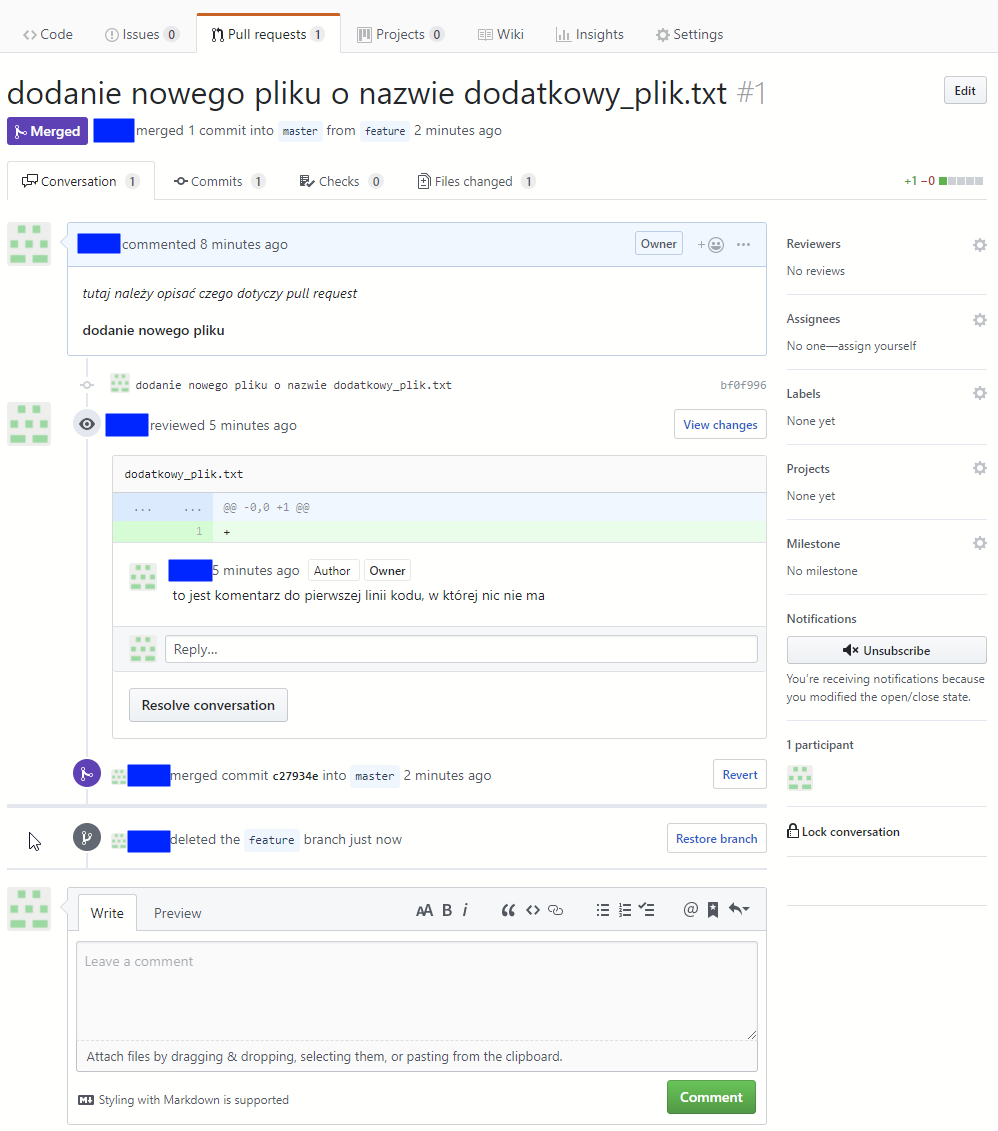 Code Issues 0 Pull requests 1 Projects 0 Wiki Insights Settings
dodanie nowego pliku o nazwie dodatkowy_plik.txt #1 Edit
Merged merged 1 commit into master from feature 2 minutes ago
Conversation 1 Commits 1 Checks 0 Files changed 1 +1 −0
commented 8 minutes ago Owner
tutaj należy opisać czego dotyczy pull request
dodanie nowego pliku
dodanie nowego pliku o nazwie dodatkowy_plik.txt bf0f996
reviewed 5 minutes ago View changes
dodatkowy_plik.txt
... ... @@ -0,0 +1 @@
1 +
5 minutes ago Author Owner
to jest komentarz do pierwszej linii kodu, w której nic nie ma
Reply...
Resolve conversation
merged commit c27934e into master 2 minutes ago Revert
deleted the feature branch just now Restore branch
Write Preview AA B i
Leave a comment
Attach files by dragging & dropping, selecting them, or pasting from the clipboard.
Styling with Markdown is supported Comment
Reviewers
No reviews
Assignees
No one—assign yourself
Labels
None yet
Projects
None yet
Milestone
No milestone
Notifications
Unsubscribe
You're receiving notifications because
you modified the open/close state.
1 participant
Lock conversation